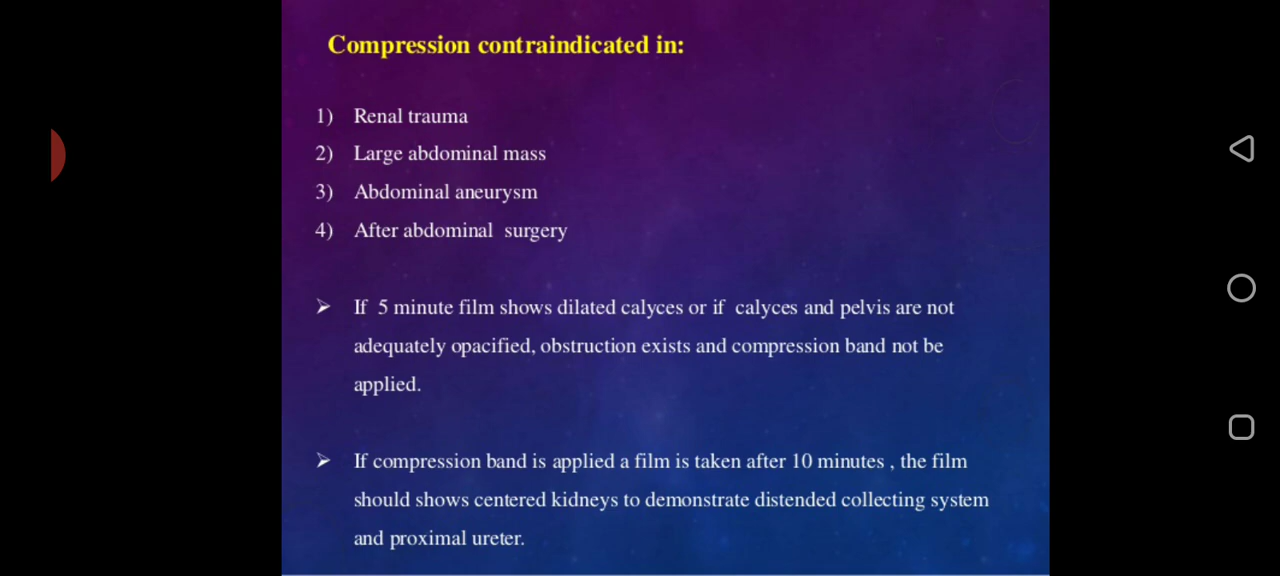 Compression contraindicated in:
1) Renal trauma
2) Large abdominal mass
3) Abdominal aneurysm
4) After abdominal surgery
➢ If 5 minute film shows dilated calyces or if calyces and pelvis are not
adequately opacified, obstruction exists and compression band not be
applied.
➢ If compression band is applied a film is taken after 10 minutes , the film
should shows centered kidneys to demonstrate distended collecting system
and proximal ureter.